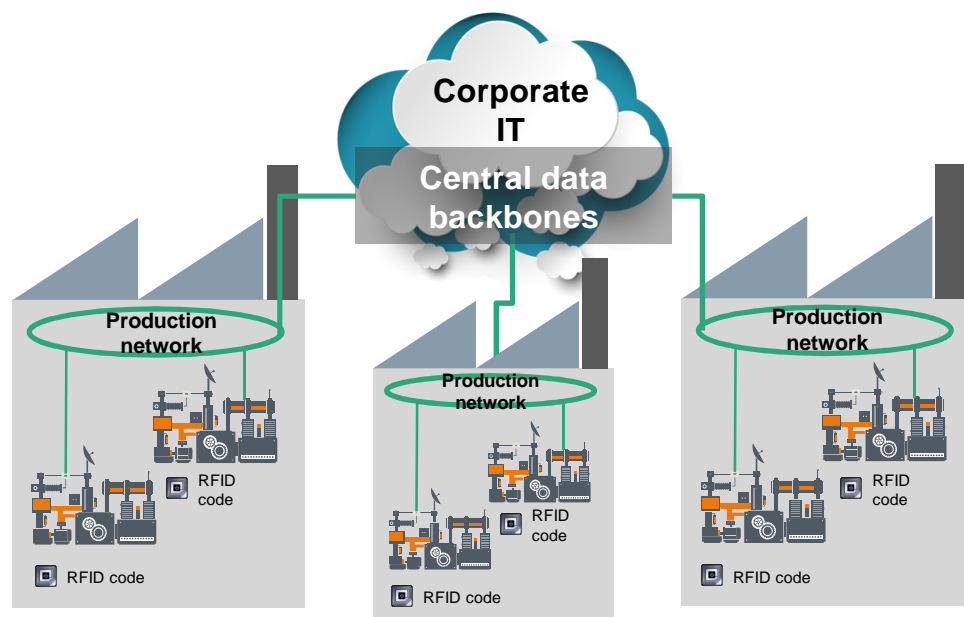 Corporate
IT
Central data
backbones
Production
network
RFID
code
RFID code
Production
network
RFID
code
RFID code
Production
network
RFID
code
RFID code